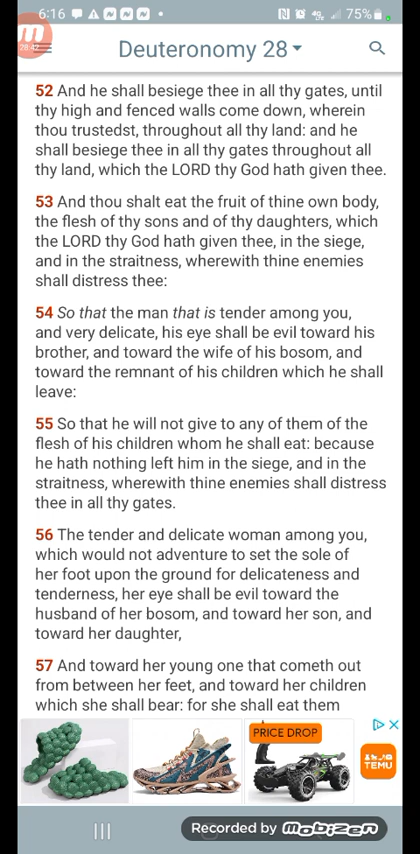 6:16
75%
28:42
Deuteronomy 28
52 And he shall besiege thee in all thy gates, until
thy high and fenced walls come down, wherein
thou trustedst, throughout all thy land: and he
shall besiege thee in all thy gates throughout all
thy land, which the LORD thy God hath given thee.
53 And thou shalt eat the fruit of thine own body,
the flesh of thy sons and of thy daughters, which
the LORD thy God hath given thee, in the siege,
and in the straitness, wherewith thine enemies
shall distress thee:
54 So that the man that is tender among you,
and very delicate, his eye shall be evil toward his
brother, and toward the wife of his bosom, and
toward the remnant of his children which he shall
leave:
55 So that he will not give to any of them of the
flesh of his children whom he shall eat: because
he hath nothing left him in the siege, and in the
straitness, wherewith thine enemies shall distress
thee in all thy gates.
56 The tender and delicate woman among you,
which would not adventure to set the sole of
her foot upon the ground for delicateness and
tenderness, her eye shall be evil toward the
husband of her bosom, and toward her son, and
toward her daughter,
57 And toward her young one that cometh out
from between her feet, and toward her children
which she shall bear: for she shall eat them
PRICE DROP
TEMU
Recorded by mobizen